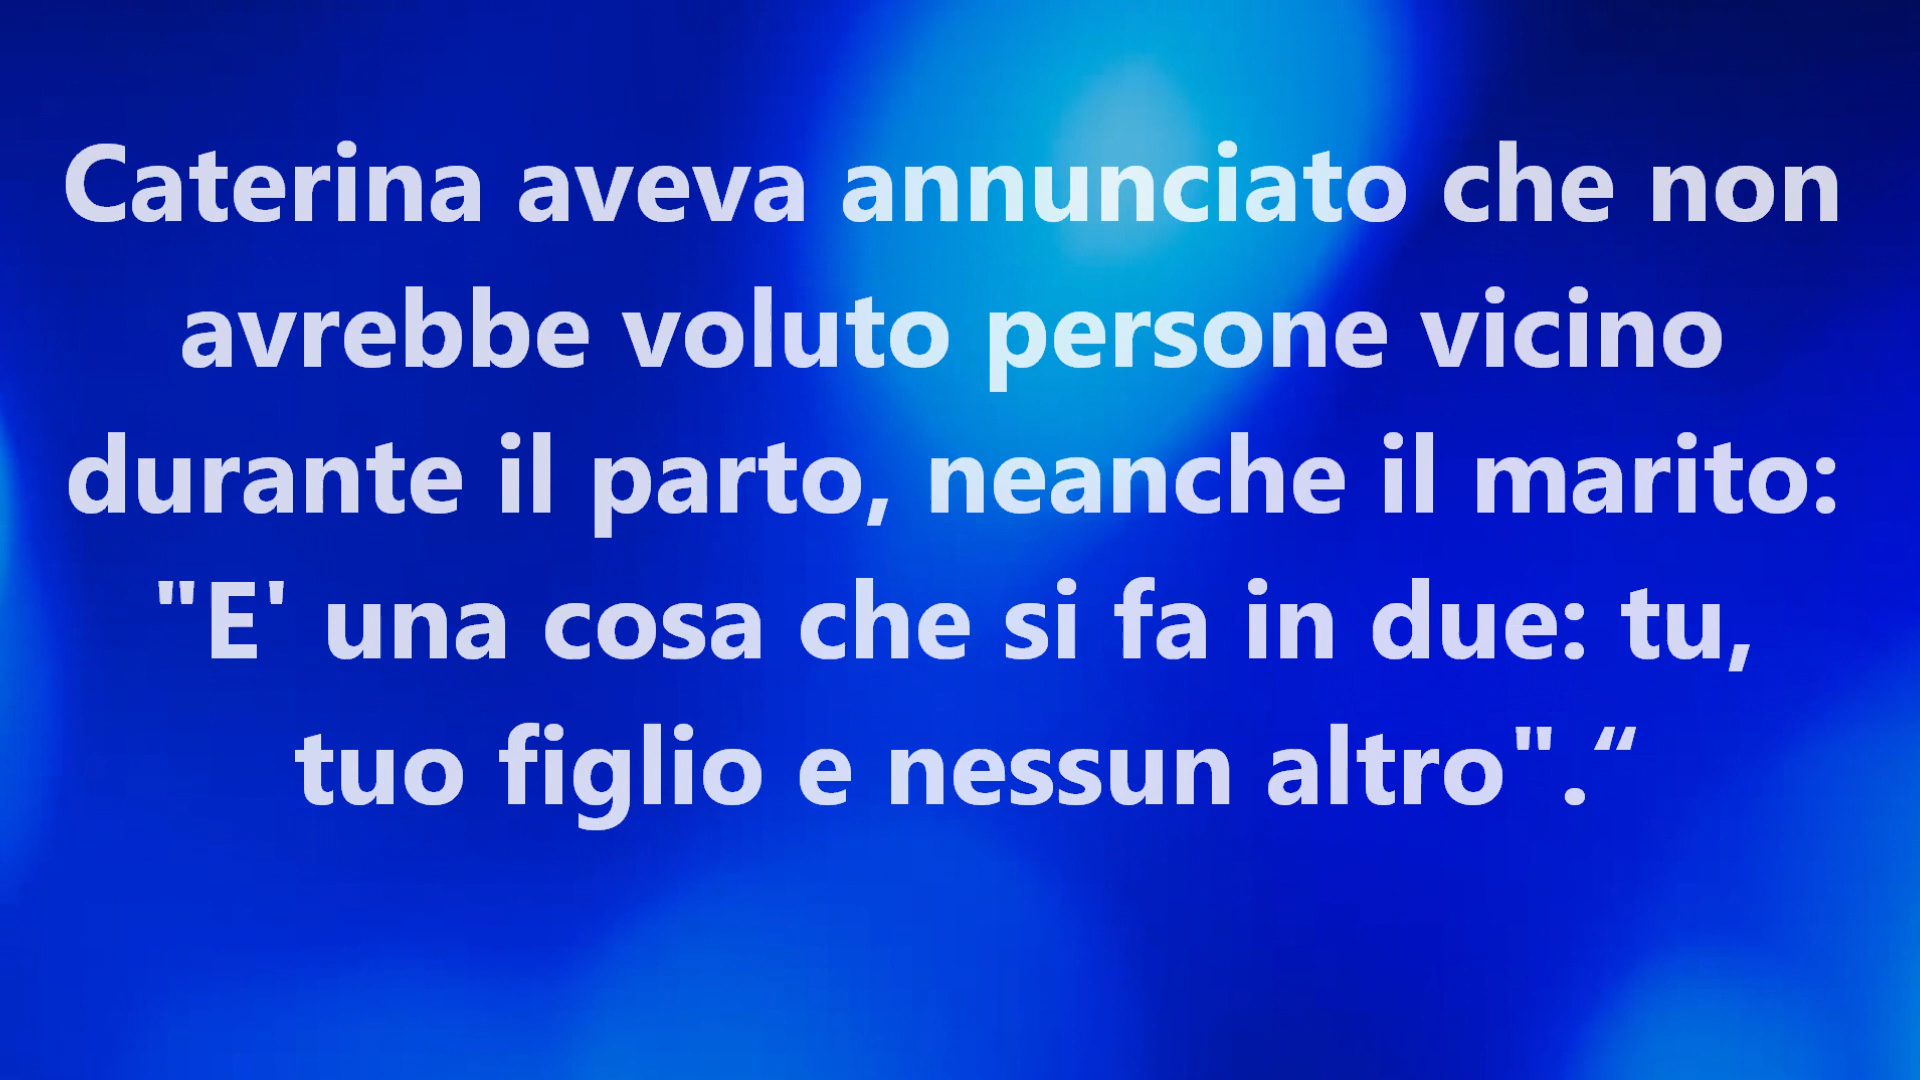 Caterina aveva annunciato che non
avrebbe voluto persone vicino
durante il parto, neanche il marito:
"E' una cosa che si fa in due: tu,
tuo figlio e nessun altro".“